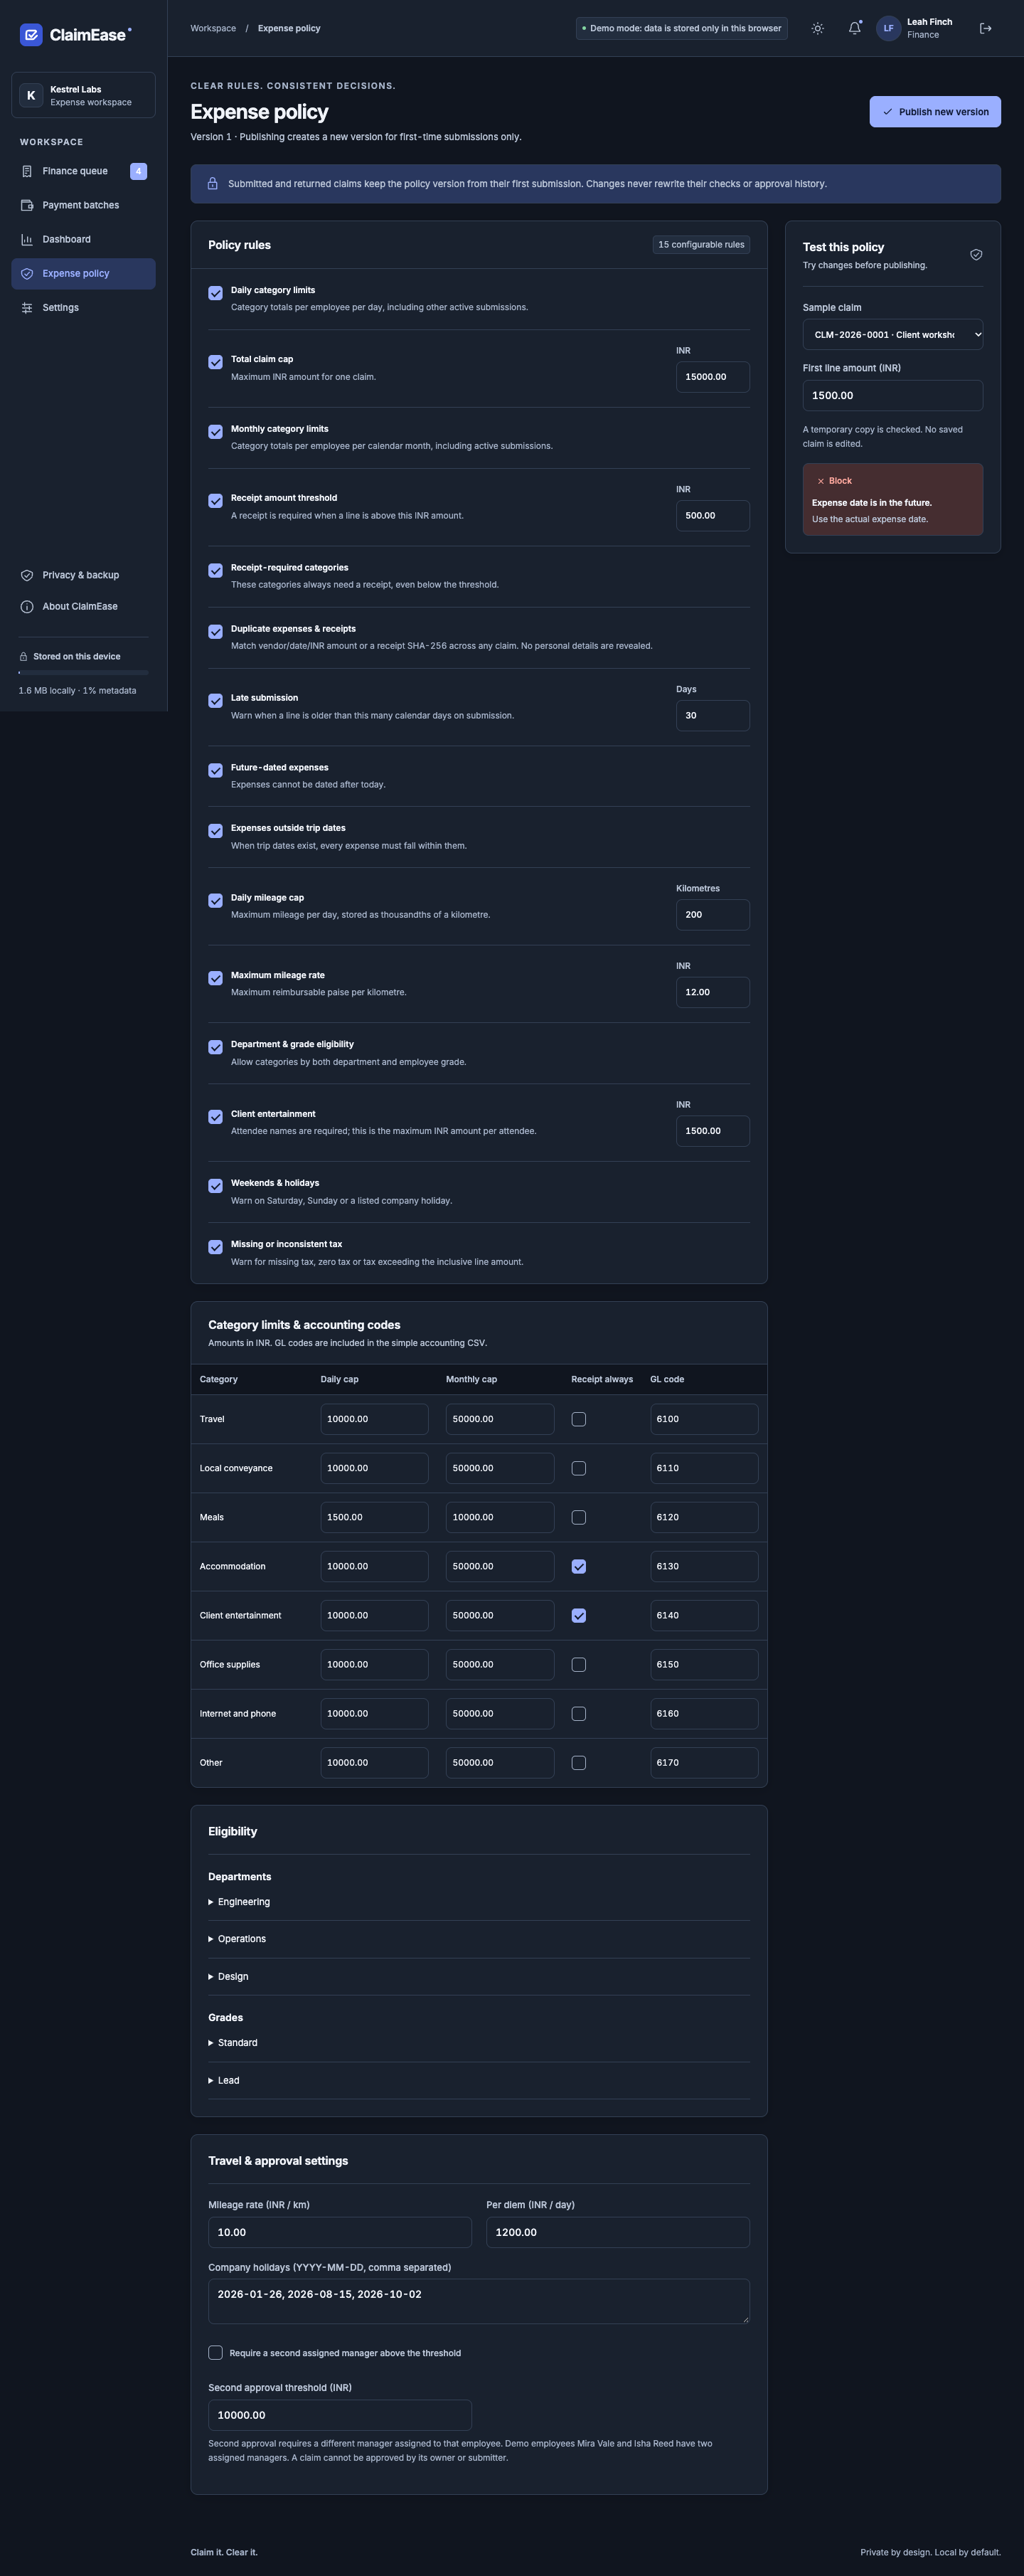 ClaimEase
K
Kestrel Labs
Expense workspace
WORKSPACE
Finance queue
4
Payment batches
Dashboard
Expense policy
Settings
Privacy & backup
About ClaimEase
Stored on this device
1.6 MB locally · 1% metadata
Workspace / Expense policy
Demo mode: data is stored only in this browser
LF
Leah Finch
Finance
CLEAR RULES. CONSISTENT DECISIONS.
Expense policy
Version 1 · Publishing creates a new version for first-time submissions only.
Publish new version
Submitted and returned claims keep the policy version from their first submission. Changes never rewrite their checks or approval history.
Policy rules
15 configurable rules
Daily category limits
Category totals per employee per day, including other active submissions.
Total claim cap
Maximum INR amount for one claim.
INR
15000.00
Monthly category limits
Category totals per employee per calendar month, including active submissions.
Receipt amount threshold
A receipt is required when a line is above this INR amount.
INR
500.00
Receipt-required categories
These categories always need a receipt, even below the threshold.
Duplicate expenses & receipts
Match vendor/date/INR amount or a receipt SHA-256 across any claim. No personal details are revealed.
Late submission
Warn when a line is older than this many calendar days on submission.
Days
30
Future-dated expenses
Expenses cannot be dated after today.
Expenses outside trip dates
When trip dates exist, every expense must fall within them.
Daily mileage cap
Maximum mileage per day, stored as thousandths of a kilometre.
Kilometres
200
Maximum mileage rate
Maximum reimbursable paise per kilometre.
INR
12.00
Department & grade eligibility
Allow categories by both department and employee grade.
Client entertainment
Attendee names are required; this is the maximum INR amount per attendee.
INR
1500.00
Weekends & holidays
Warn on Saturday, Sunday or a listed company holiday.
Missing or inconsistent tax
Warn for missing tax, zero tax or tax exceeding the inclusive line amount.
Test this policy
Try changes before publishing.
Sample claim
CLM-2026-0001 · Client worksho
First line amount (INR)
1500.00
A temporary copy is checked. No saved
claim is edited.
Block
Expense date is in the future.
Use the actual expense date.
Category limits & accounting codes
Amounts in INR. GL codes are included in the simple accounting CSV.
Category Daily cap Monthly cap Receipt always GL code
Travel 10000.00 50000.00 6100
Local conveyance 10000.00 50000.00 6110
Meals 1500.00 10000.00 6120
Accommodation 10000.00 50000.00 6130
Client entertainment 10000.00 50000.00 6140
Office supplies 10000.00 50000.00 6150
Internet and phone 10000.00 50000.00 6160
Other 10000.00 50000.00 6170
Eligibility
Departments
Engineering
Operations
Design
Grades
Standard
Lead
Travel & approval settings
Mileage rate (INR / km)
10.00
Per diem (INR / day)
1200.00
Company holidays (YYYY-MM-DD, comma separated)
2026-01-26, 2026-08-15, 2026-10-02
Require a second assigned manager above the threshold
Second approval threshold (INR)
10000.00
Second approval requires a different manager assigned to that employee. Demo employees Mira Vale and Isha Reed have two
assigned managers. A claim cannot be approved by its owner or submitter.
Claim it. Clear it.
Private by design. Local by default.